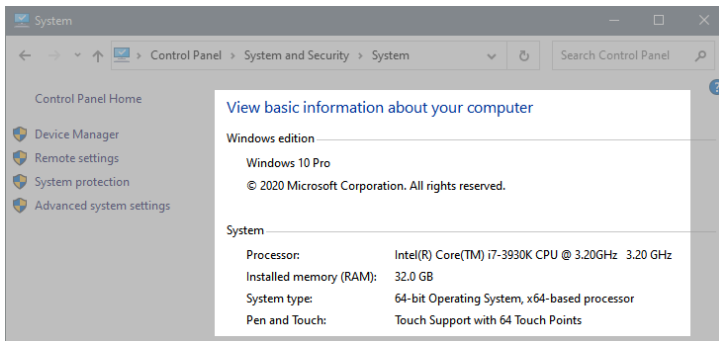 System
Control Panel › System and Security › System
Search Control Panel
Control Panel Home
Device Manager
Remote settings
System protection
Advanced system settings
View basic information about your computer
Windows edition
Windows 10 Pro
© 2020 Microsoft Corporation. All rights reserved.
System
Processor: Intel(R) Core(TM) i7-3930K CPU @ 3.20GHz 3.20 GHz
Installed memory (RAM): 32.0 GB
System type: 64-bit Operating System, x64-based processor
Pen and Touch: Touch Support with 64 Touch Points